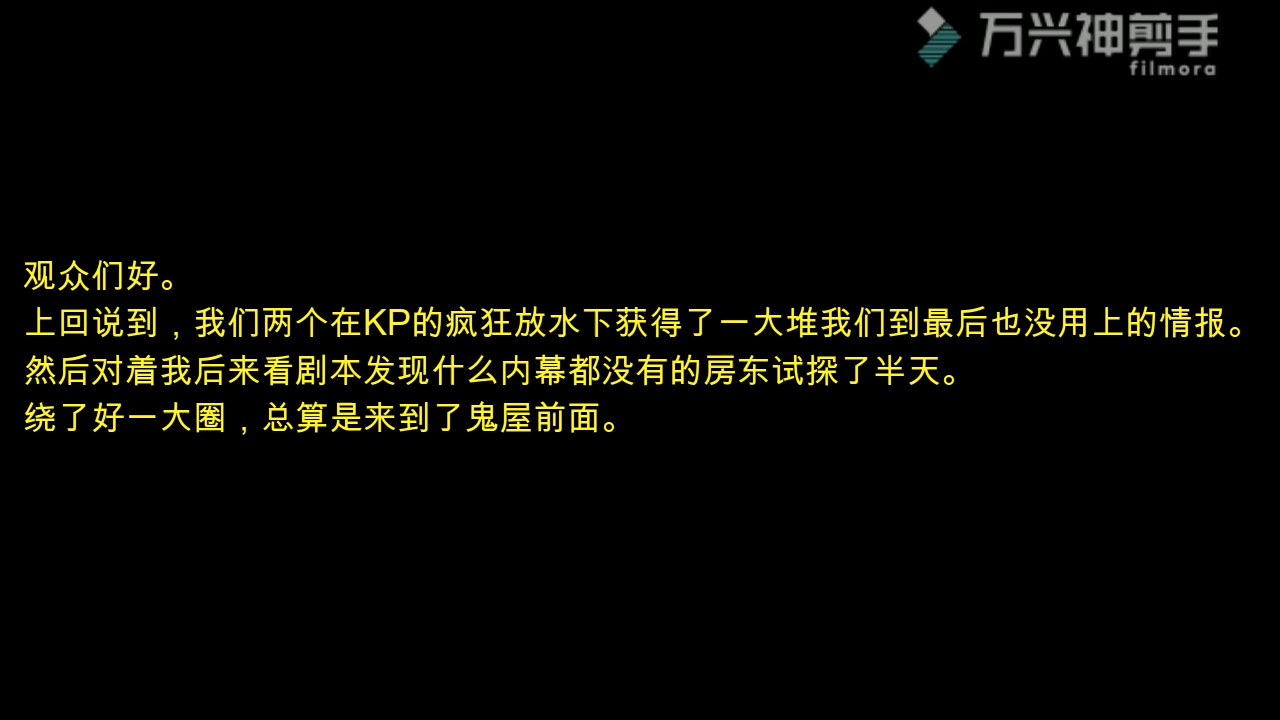 万兴神剪手
filmora
观众们好。
上回说到，我们两个在KP的疯狂放水下获得了一大堆我们到最后也没用上的情报。
然后对着我后来看剧本发现什么内幕都没有的房东试探了半天。
绕了好一大圈，总算是来到了鬼屋前面。